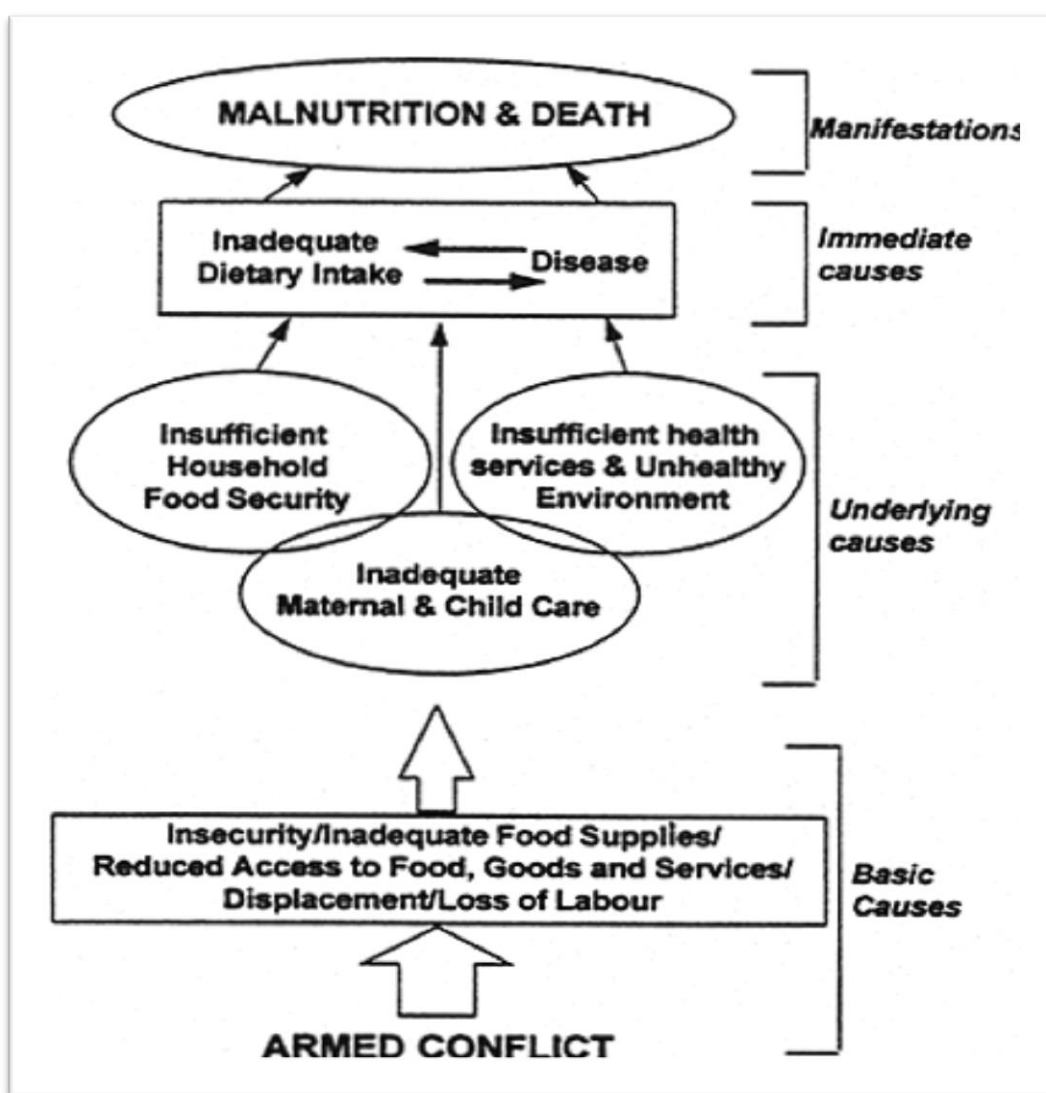 MALNUTRITION & DEATH
Manifestations
Inadequate
Dietary Intake
Disease
Immediate
causes
Insufficient
Household
Food Security
Insufficient health
services & Unhealthy
Environment
Inadequate
Maternal & Child Care
Underlying
causes
Insecurity/Inadequate Food Supplies/
Reduced Access to Food, Goods and Services/
Displacement/Loss of Labour
Basic
Causes
ARMED CONFLICT